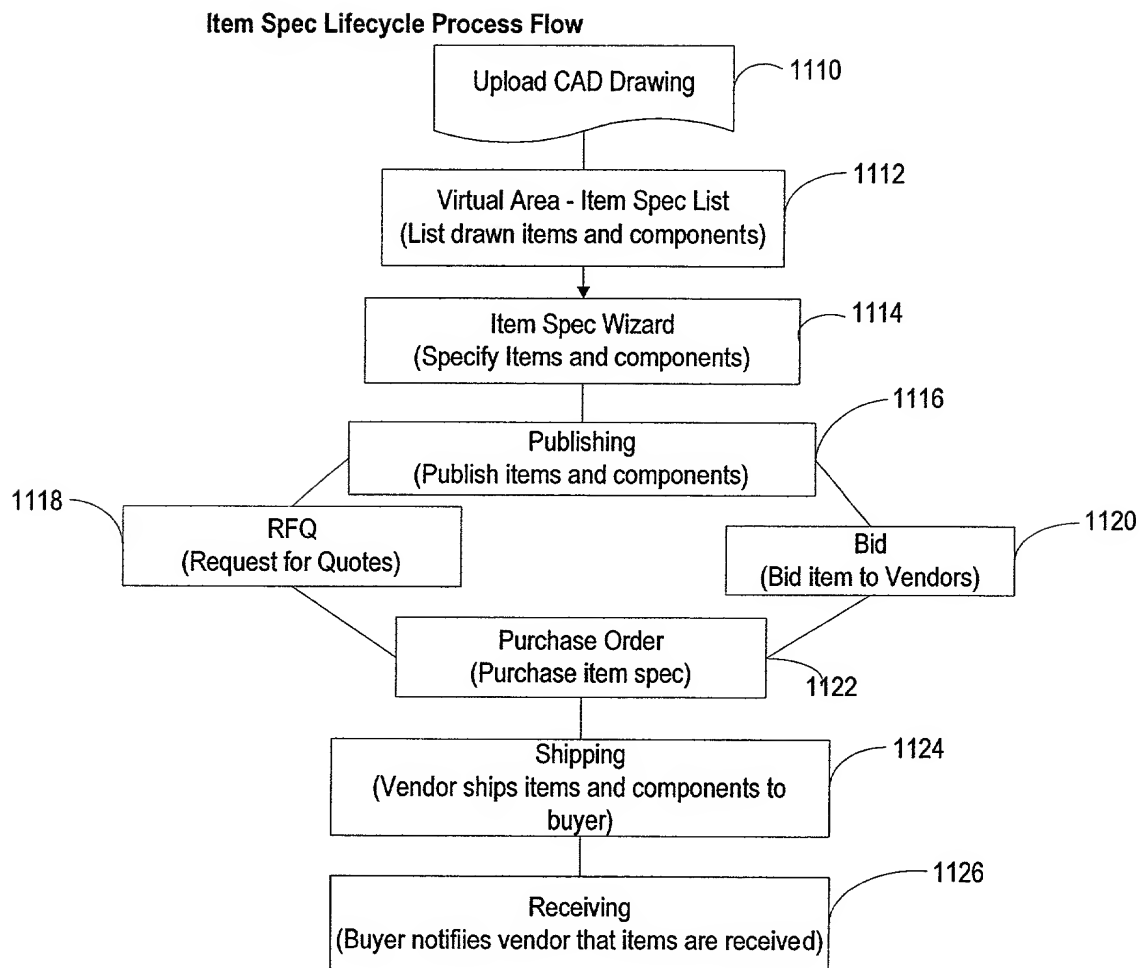 Item Spec Lifecycle Process Flow
Upload CAD Drawing
1110
1112
Virtual Area - Item Spec List
(List drawn items and components)
1114
Item Spec Wizard
(Specify Items and components)
1116
Publishing
(Publish items and components)
1118
RFQ
(Request for Quotes)
1120
Bid
(Bid item to Vendors)
Purchase Order
(Purchase item spec)
1122
1124
Shipping
(Vendor ships items and components to
buyer)
1126
Receiving
(Buyer notifiies vendor that items are received)